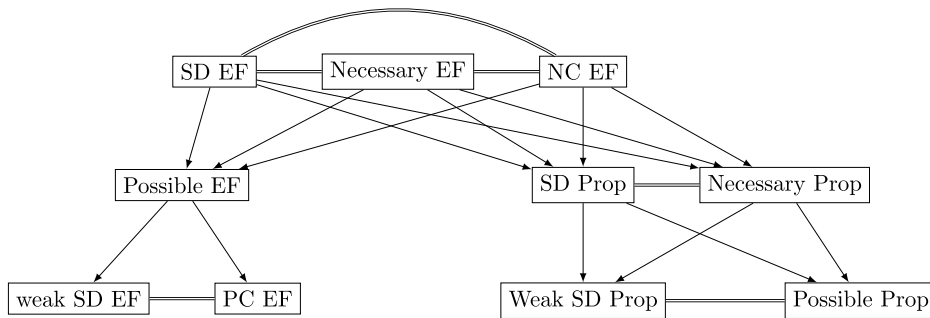 SD EF
Necessary EF
NC EF
Possible EF
SD Prop
Necessary Prop
weak SD EF
PC EF
Weak SD Prop
Possible Prop